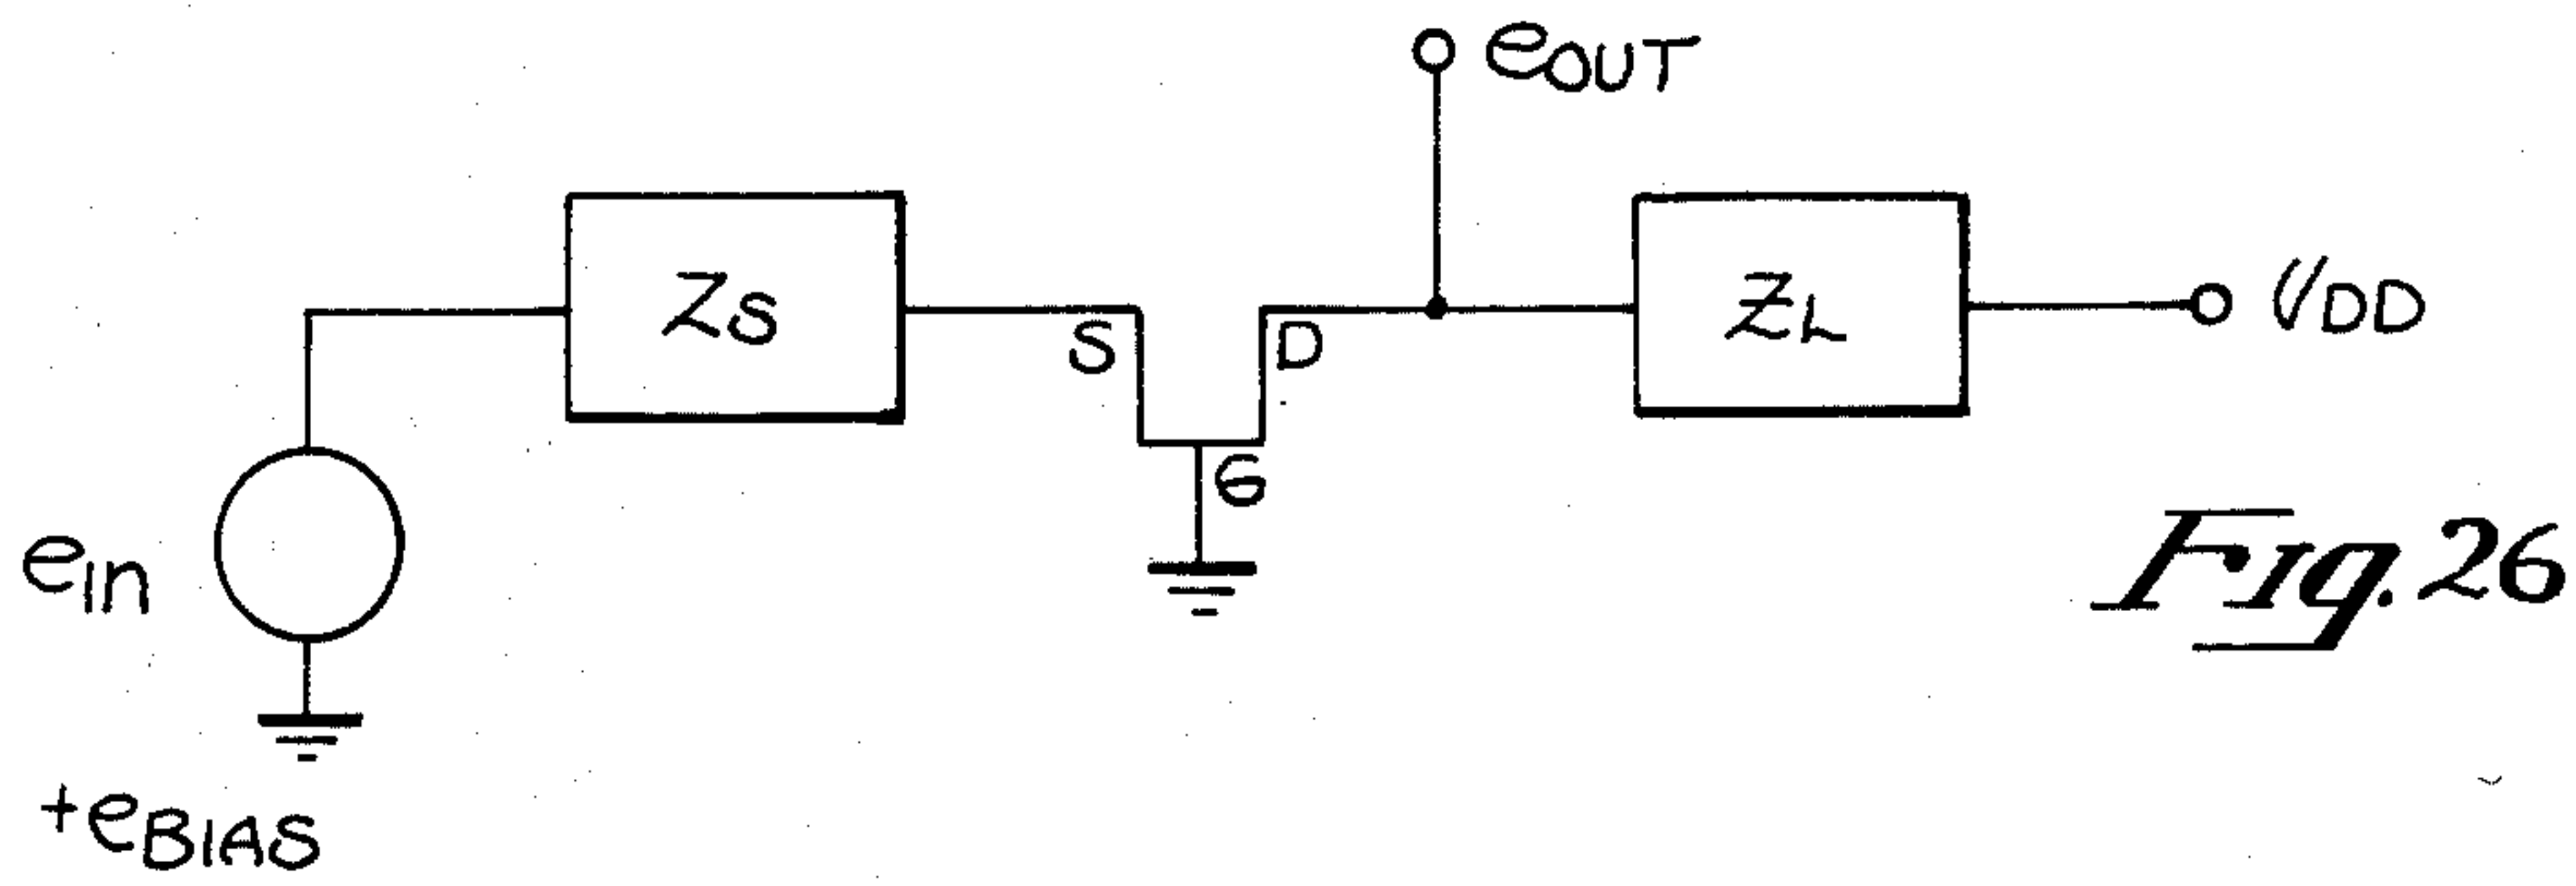 eOUT
ZS
S
D
ZL
VDD
G
ein
+eBIAS
Fig. 26